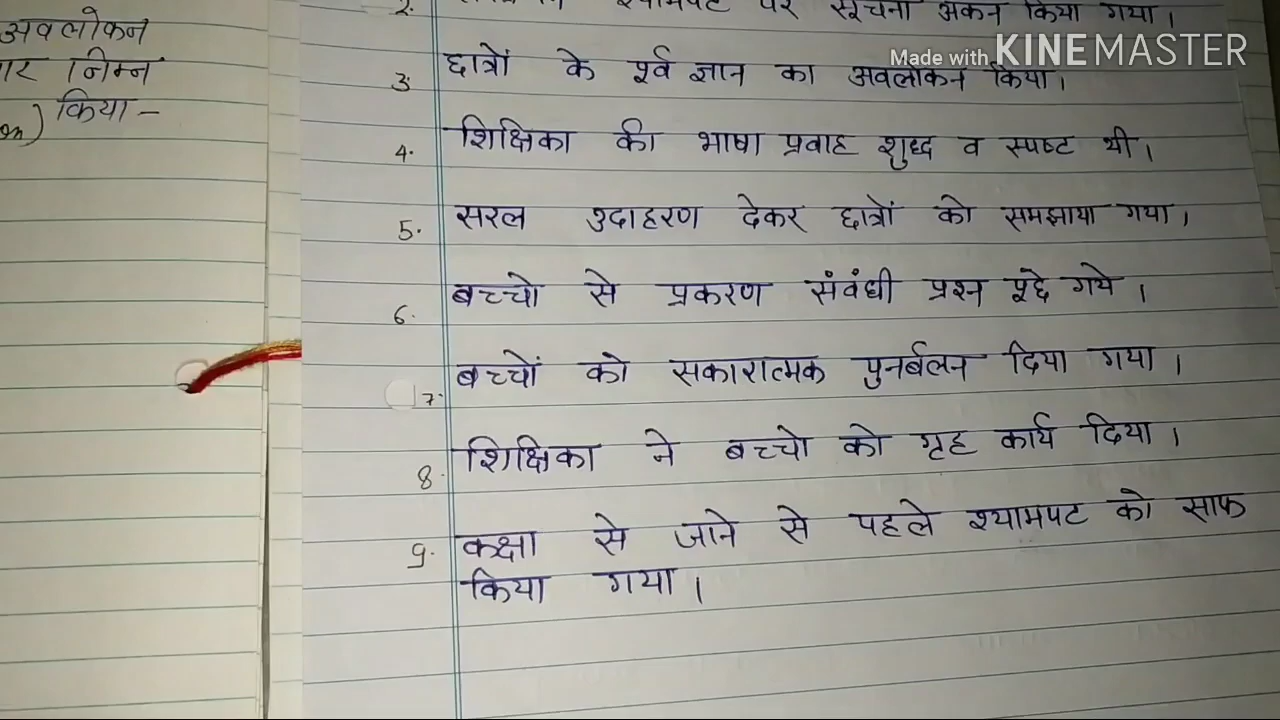 अवलोकन
निम्न
किया -
2. श्यामपट पर सूचना अंकन किया गया।
Made with KINEMASTER
3. छात्रों के पूर्व ज्ञान का अवलोकन किया।
4. शिक्षिका की भाषा प्रवाह शुध्द व स्पष्ट थी।
5. सरल उदाहरण देकर छात्रों को समझाया गया।
6. बच्चो से प्रकरण संबंधी प्रश्न पूछे गये।
7. बच्चों को सकारात्मक पुनर्बलन दिया गया।
8. शिक्षिका ने बच्चो को गृह कार्य दिया।
9. कक्षा से जाने से पहले श्यामपट को साफ
किया गया।